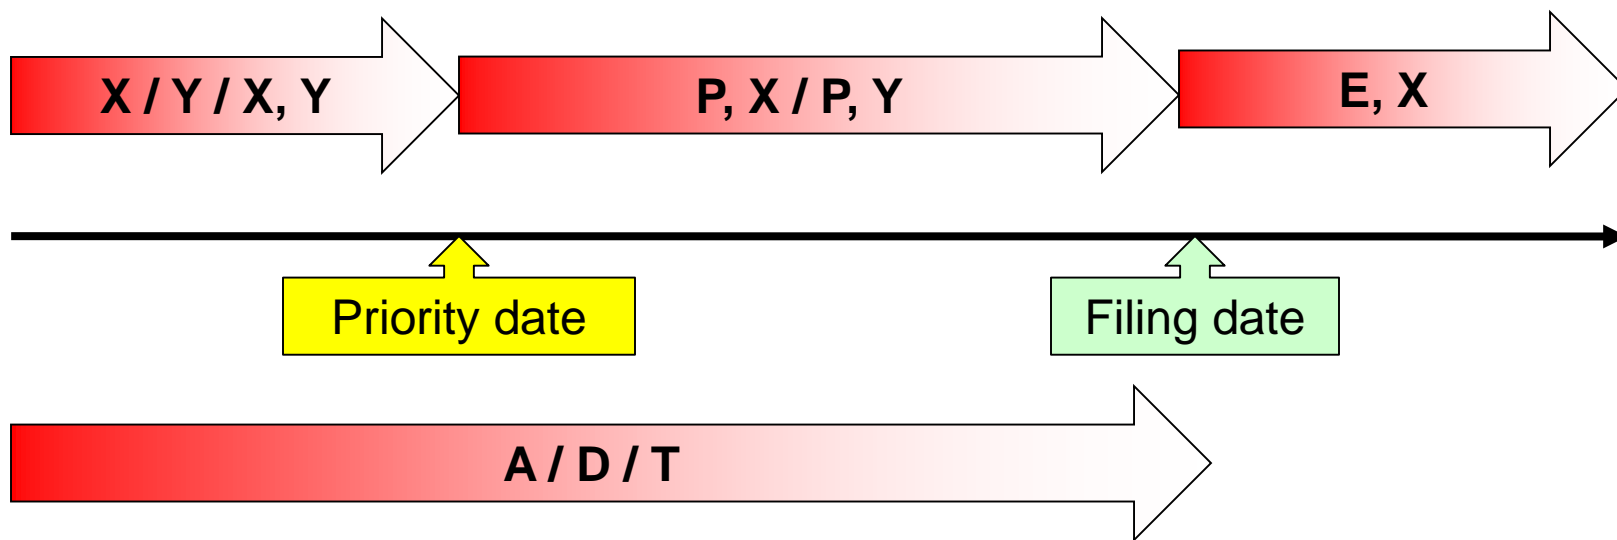 X / Y / X, Y
P, X / P, Y
E, X
Priority date
Filing date
A / D / T